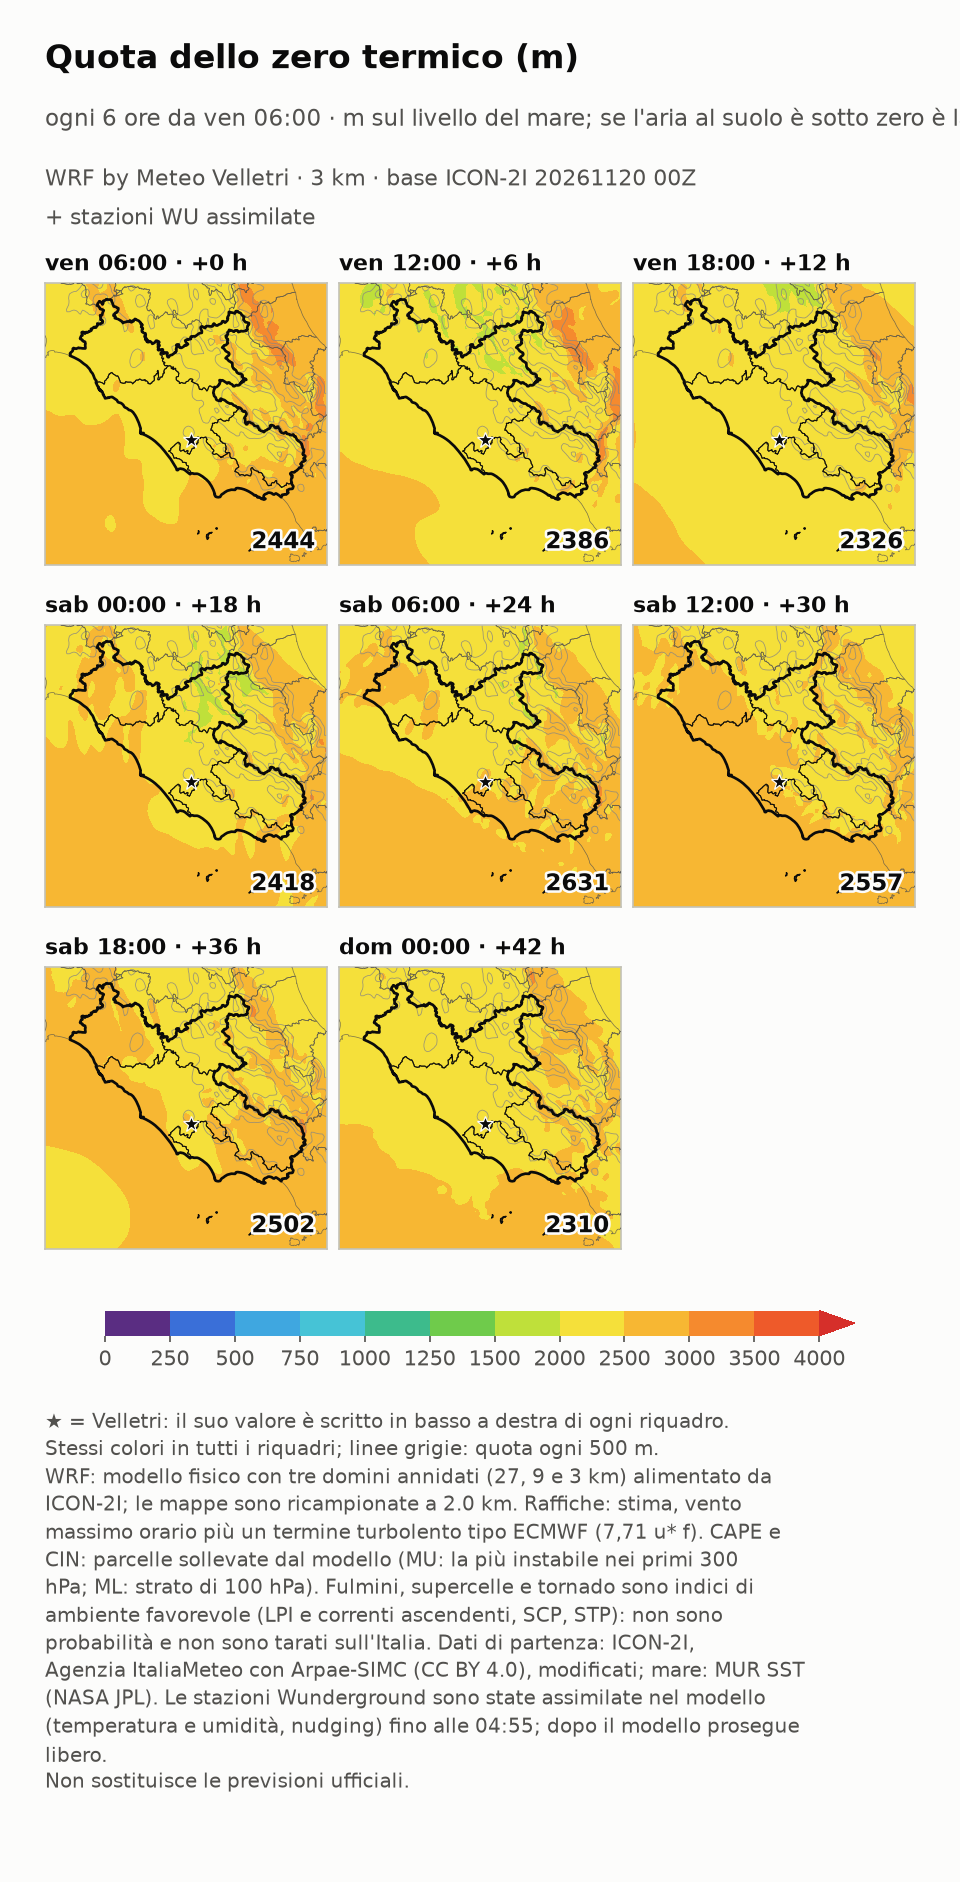 Quota dello zero termico (m)
ogni 6 ore da ven 06:00 · m sul livello del mare; se l'aria al suolo è sotto zero è l
WRF by Meteo Velletri · 3 km · base ICON-2I 20261120 00Z
+ stazioni WU assimilate
ven 06:00 · +0 h ven 12:00 · +6 h ven 18:00 · +12 h
2444 2386 2326
sab 00:00 · +18 h sab 06:00 · +24 h sab 12:00 · +30 h
2418 2631 2557
sab 18:00 · +36 h dom 00:00 · +42 h
2502 2310
0 250 500 750 1000 1250 1500 2000 2500 3000 3500 4000
★ = Velletri: il suo valore è scritto in basso a destra di ogni riquadro.
Stessi colori in tutti i riquadri; linee grigie: quota ogni 500 m.
WRF: modello fisico con tre domini annidati (27, 9 e 3 km) alimentato da
ICON-2I; le mappe sono ricampionate a 2.0 km. Raffiche: stima, vento
massimo orario più un termine turbolento tipo ECMWF (7,71 u* f). CAPE e
CIN: parcelle sollevate dal modello (MU: la più instabile nei primi 300
hPa; ML: strato di 100 hPa). Fulmini, supercelle e tornado sono indici di
ambiente favorevole (LPI e correnti ascendenti, SCP, STP): non sono
probabilità e non sono tarati sull'Italia. Dati di partenza: ICON-2I,
Agenzia ItaliaMeteo con Arpae-SIMC (CC BY 4.0), modificati; mare: MUR SST
(NASA JPL). Le stazioni Wunderground sono state assimilate nel modello
(temperatura e umidità, nudging) fino alle 04:55; dopo il modello prosegue
libero.
Non sostituisce le previsioni ufficiali.